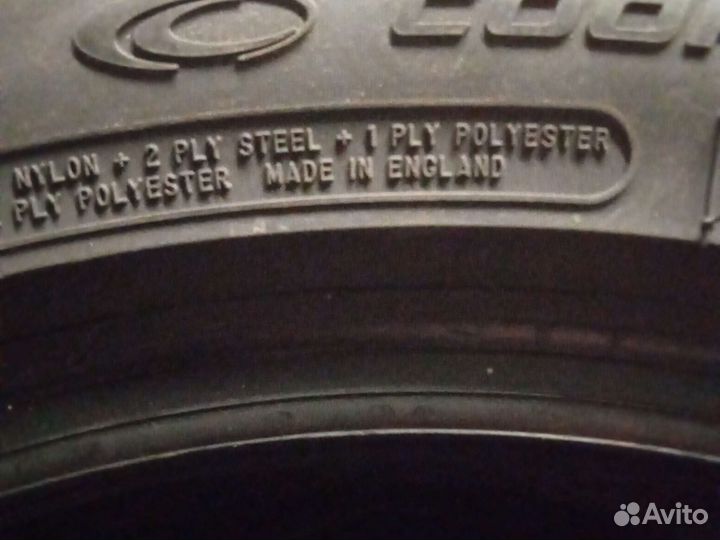 NYLON + 2 PLY STEEL + 1 PLY POLYESTER
PLY POLYESTER MADE IN ENGLAND
Avito